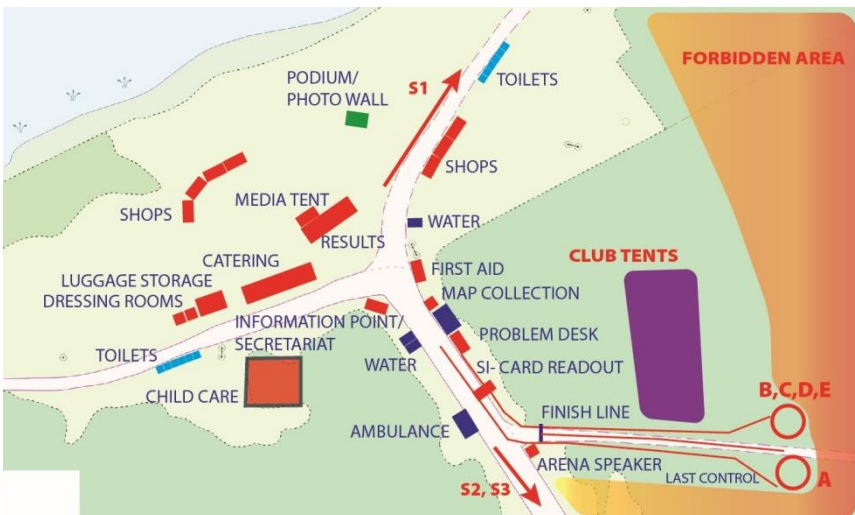 FORBIDDEN AREA
PODIUM/
PHOTO WALL
S1
TOILETS
SHOPS
SHOPS
MEDIA TENT
RESULTS
WATER
CATERING
LUGGAGE STORAGE
DRESSING ROOMS
FIRST AID
CLUB TENTS
MAP COLLECTION
INFORMATION POINT/
SECRETARIAT
PROBLEM DESK
TOILETS
WATER
SI- CARD READOUT
CHILD CARE
B,C,D,E
FINISH LINE
AMBULANCE
ARENA SPEAKER
LAST CONTROL
A
S2, S3